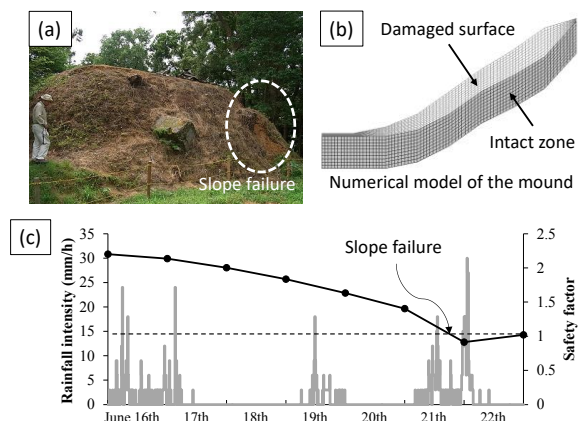 (a)
Slope failure
(b)
Damaged surface
Intact zone
Numerical model of the mound
(c)
Slope failure
Rainfall intensity (mm/h)
35
30
25
20
15
10
5
0
Safety factor
2.5
2
1.5
1
0.5
0
June 16th 17th 18th 19th 20th 21th 22th